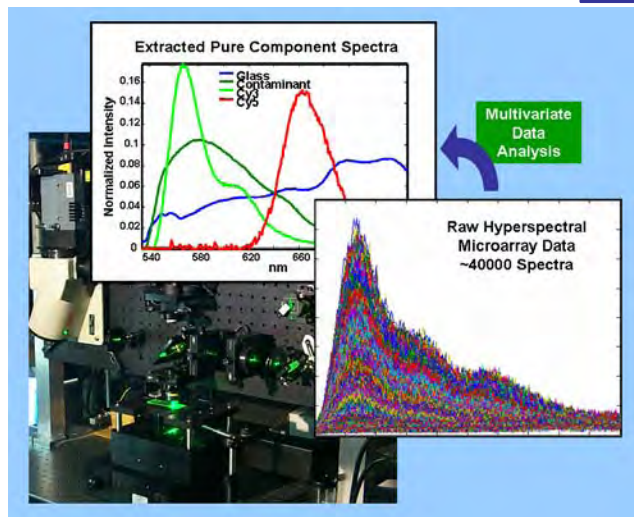 Extracted Pure Component Spectra
Glass
Contaminant
Cy3
Cy5
Normalized Intensity
0.16
0.14
0.12
0.1
0.08
0.06
0.04
0.02
0
540
580
620
660
nm
Multivariate
Data
Analysis
Raw Hyperspectral
Microarray Data
~40000 Spectra